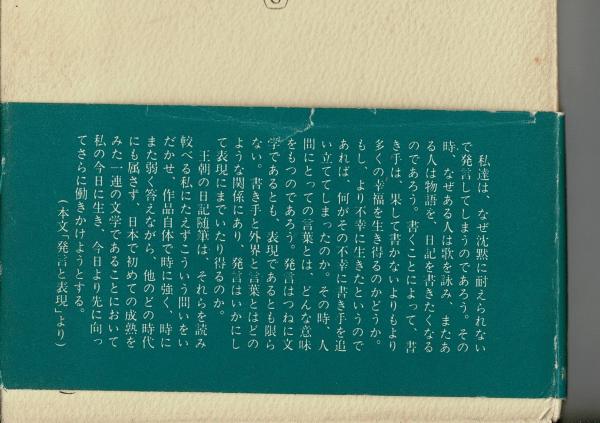 私達は、なぜ沈黙に耐えられない
で発言してしまうのであろう。その
時、なぜある人は歌を詠み、またあ
る人は物語を、日記を書きたくなる
のであろう。書くことによって、書
き手は、果して書かないよりもより
多くの幸福を生き得るのかどうか。
もし、より不幸に生きたというので
あれば、何がその不幸に書き手を追
い立ててしまったのか。その時、人
間にとっての言葉とは、どんな意味
をもつのであろう。発言はつねに文
学であるとも、表現であるとも限ら
ない。書き手と外界と言葉とはどの
ような関係にあり、発言はいかにし
て表現にまでいたり得るのか。
王朝の日記随筆は、それらを読み
較べる私にたえずこういう問いをい
だかせ、作品自体で時に強く、時に
また弱く答えながら、他のどの時代
にも属さず、日本で初めての成熟を
みた一連の文学であることにおいて
私の今日に生き、今日より先に向っ
てさらに働きかけようとする。
（本文「発言と表現」より）